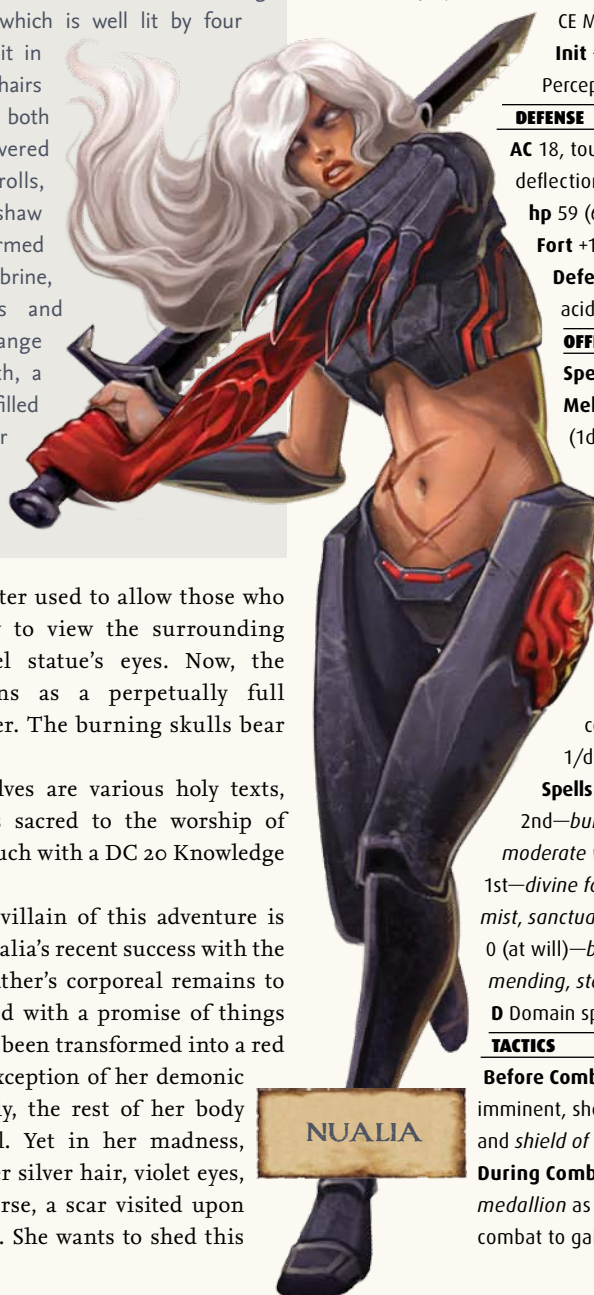 which is well lit by four
it in
hairs
both
vered
rolls,
shaw
rmed
brine,
s and
ange
th, a
filled
r
ter used to allow those who
to view the surrounding
el statue's eyes. Now, the
ns as a perpetually full
er. The burning skulls bear
lves are various holy texts,
s sacred to the worship of
uch with a DC 20 Knowledge
villain of this adventure is
alia's recent success with the
ther's corporeal remains to
d with a promise of things
been transformed into a red
xception of her demonic
ly, the rest of her body
l. Yet in her madness,
er silver hair, violet eyes,
rse, a scar visited upon
. She wants to shed this
NUALIA
CE M
Init
Percep
DEFENSE
AC 18, tou
deflection
hp 59 (6
Fort +1
Defe
acid
OFF
Spe
Mel
(1d
c
1/d
Spells
2nd—bu
moderate
1st—divine fa
mist, sanctua
0 (at will)—b
mending, st
D Domain sp
TACTICS
Before Comb
imminent, she
and shield of
During Comb
medallion as
combat to gai